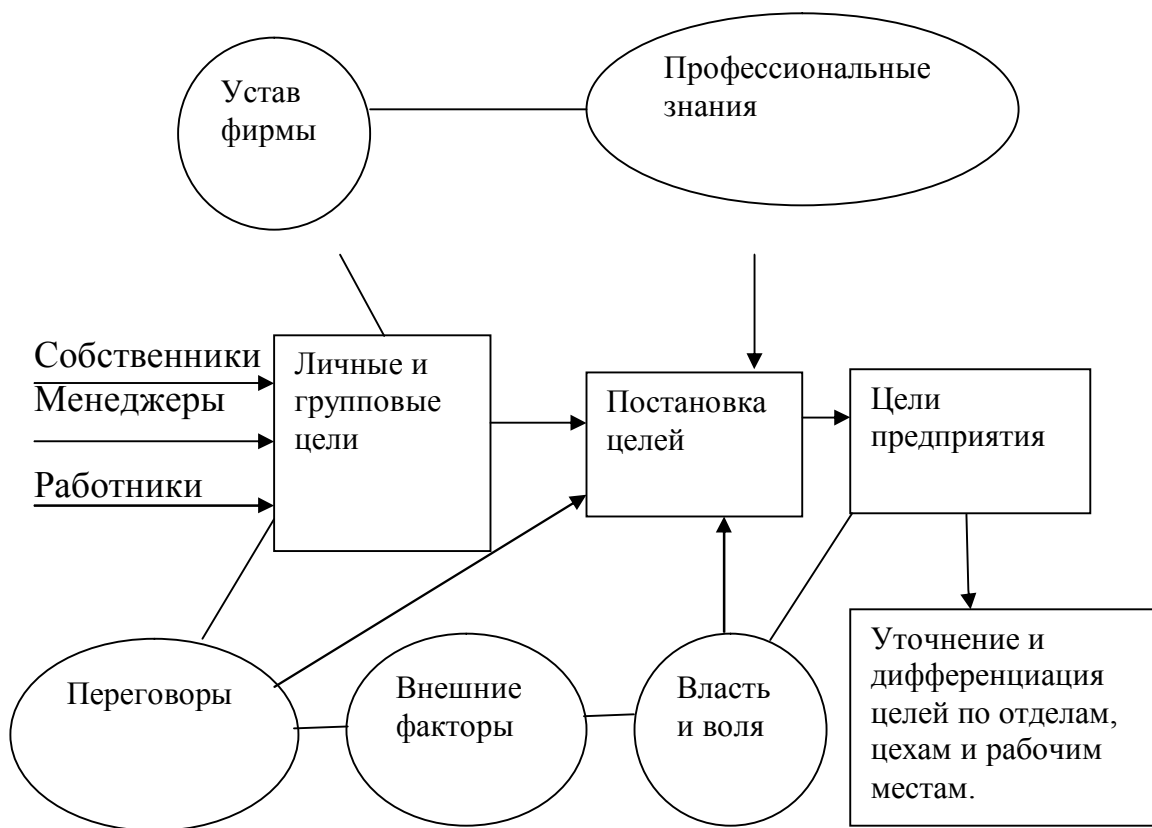 Устав
фирмы
Профессиональные
знания
Собственники
Менеджеры
Работники
Личные и
групповые
цели
Постановка
целей
Цели
предприятия
Переговоры
Внешние
факторы
Власть
и воля
Уточнение и
дифференциация
целей по отделам,
цехам и рабочим
местам.